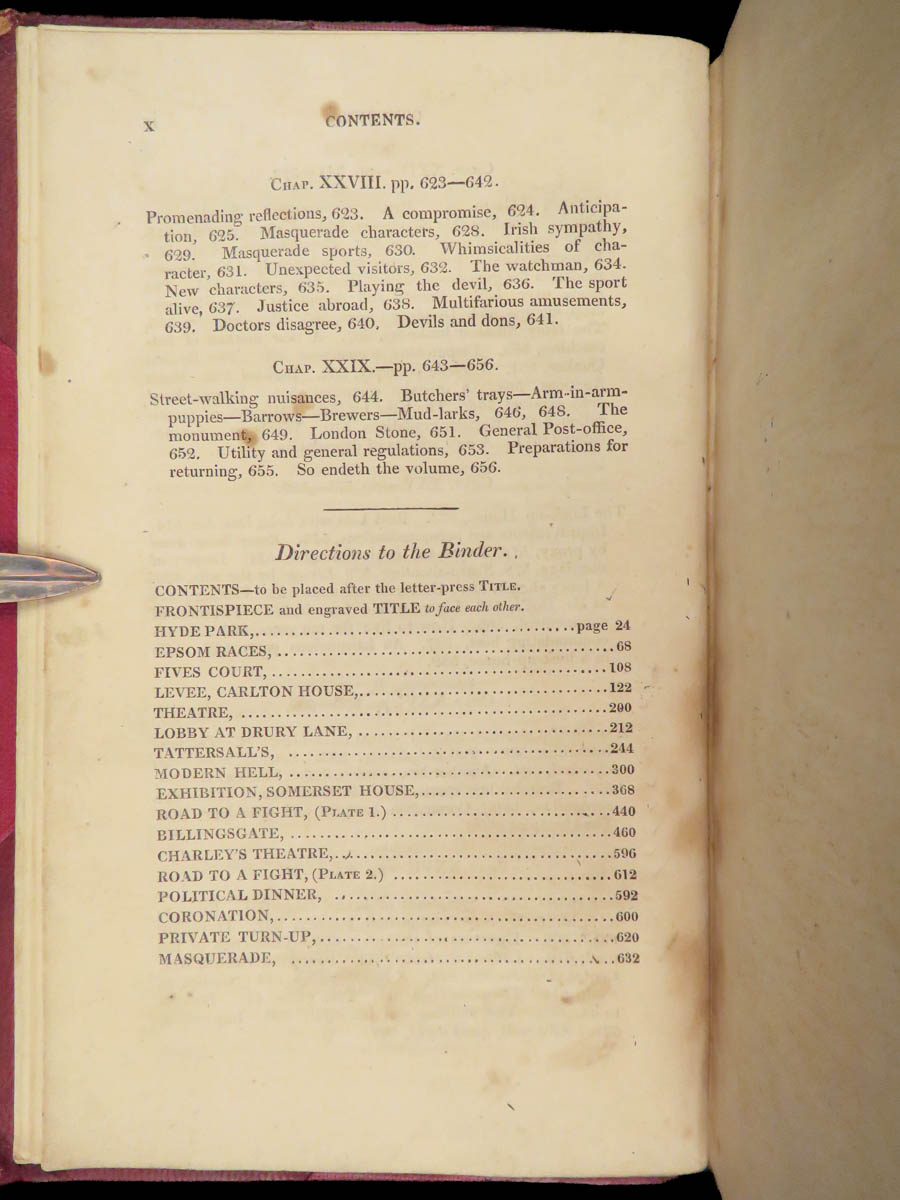 x
CONTENTS.
CHAP. XXVIII. pp. 623—642.
Promenading reflections, 623. A compromise, 624. Anticipa-
tion, 625. Masquerade characters, 628. Irish sympathy,
629. Masquerade sports, 630. Whimsicalities of cha-
racter, 631. Unexpected visitors, 632. The watchman, 634.
New characters, 635. Playing the devil, 636. The sport
alive, 637. Justice abroad, 638. Multifarious amusements,
639. Doctors disagree, 640. Devils and dons, 641.
CHAP. XXIX.—pp. 643—656.
Street-walking nuisances, 644. Butchers' trays—Arm-in-arm-
puppies—Barrows—Brewers—Mud-larks, 646, 648. The
monument, 649. London Stone, 651. General Post-office,
652. Utility and general regulations, 653. Preparations for
returning, 655. So endeth the volume, 656.
Directions to the Binder.
CONTENTS—to be placed after the letter-press TITLE.
FRONTISPIECE and engraved TITLE to face each other.
HYDE PARK,........................................page 24
EPSOM RACES, ........................................68
FIVES COURT, ........................................108
LEVEE, CARLTON HOUSE,..............................122
THEATRE, ........................................200
LOBBY AT DRURY LANE, ..............................212
TATTERSALL'S, ........................................244
MODERN HELL, ........................................300
EXHIBITION, SOMERSET HOUSE,........................368
ROAD TO A FIGHT, (PLATE 1.) ..........................440
BILLINGSGATE, ........................................460
CHARLEY'S THEATRE,..................................596
ROAD TO A FIGHT, (PLATE 2.) ..........................612
POLITICAL DINNER, ..................................592
CORONATION,........................................600
PRIVATE TURN-UP,....................................620
MASQUERADE, ........................................632